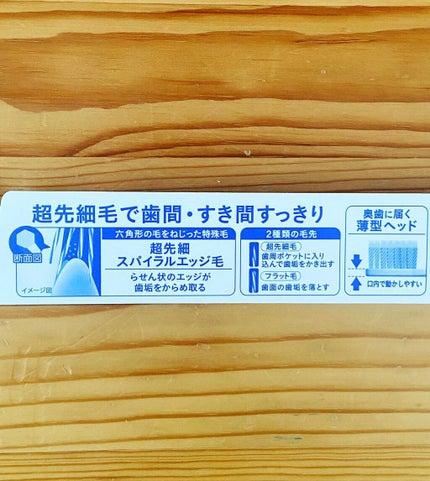 超先細毛で歯間・すき間すっきり
断面図
イメージ図
六角形の毛をねじった特殊毛
超先細
スパイラルエッジ毛
らせん状のエッジが
歯垢をからめ取る
2種類の毛先
超先細毛
歯周ポケットに入り
込んで歯垢をかき出す
フラット毛
歯面の歯垢を落とす
奥歯に届く
薄型ヘッド
口内で動かしやすい